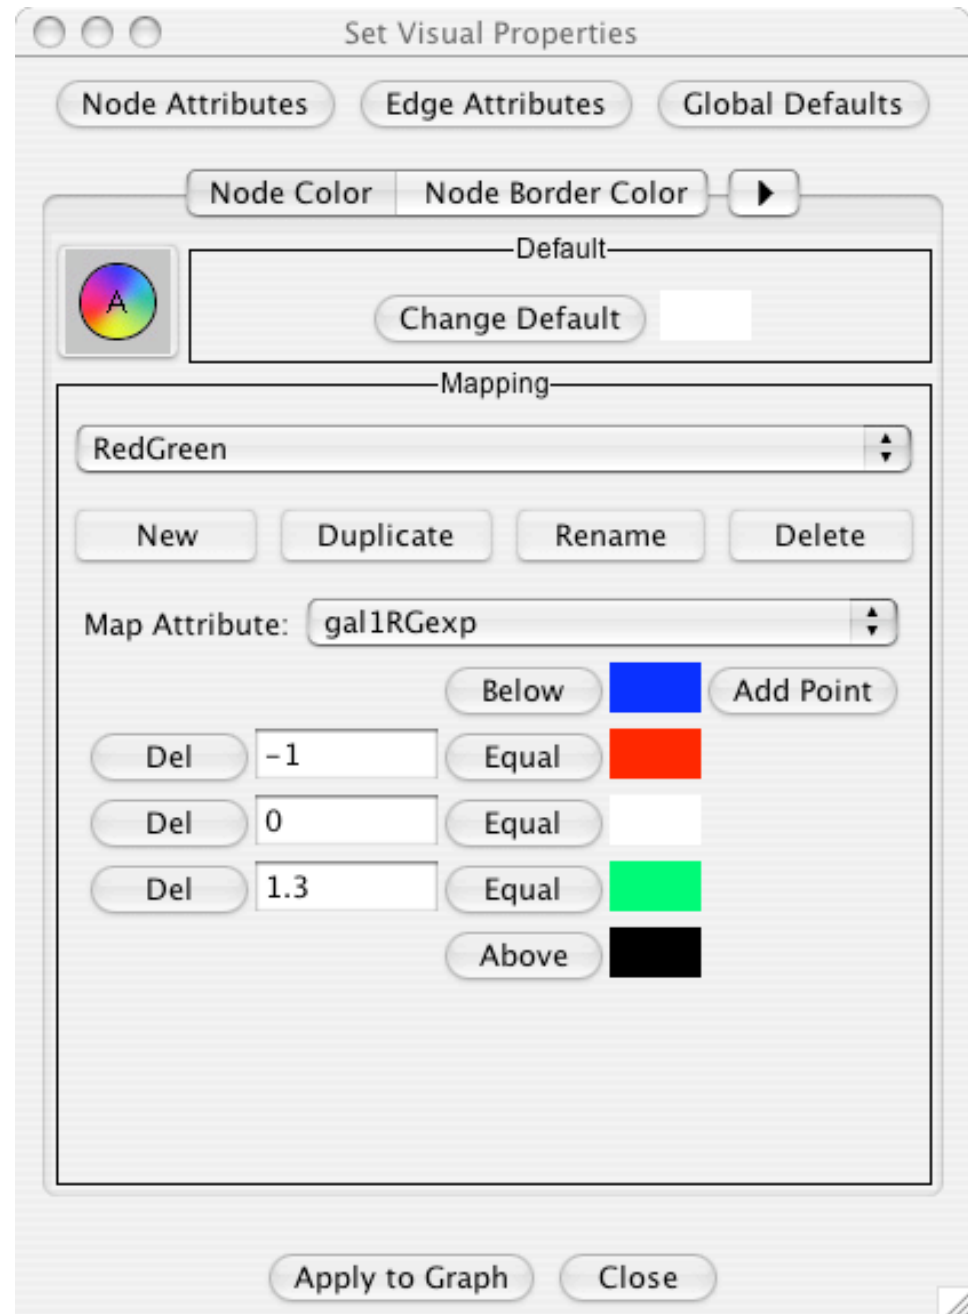 Set Visual Properties
Node Attributes Edge Attributes Global Defaults
Node Color Node Border Color
Default
A
Change Default
Mapping
RedGreen
New Duplicate Rename Delete
Map Attribute: gal1RGexp
Below Add Point
Del -1 Equal
Del 0 Equal
Del 1.3 Equal
Above
Apply to Graph Close